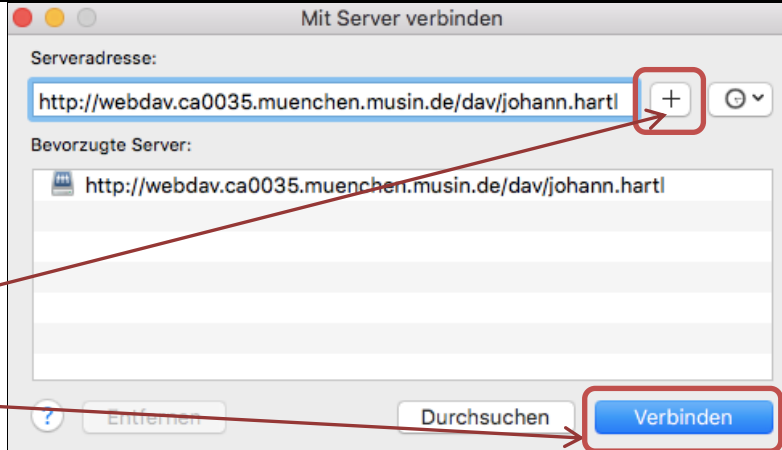 Mit Server verbinden
Serveradresse:
http://webdav.ca0035.muenchen.musin.de/dav/johann.hartl
+
Bevorzugte Server:
http://webdav.ca0035.muenchen.musin.de/dav/johann.hartl
? Entfernen Durchsuchen Verbinden